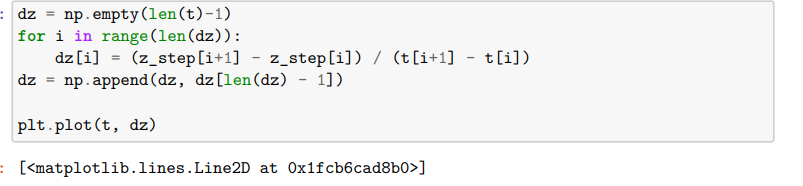 : dz = np.empty(len(t)-1)
for i in range(len(dz)):
    dz[i] = (z_step[i+1] - z_step[i]) / (t[i+1] - t[i])
dz = np.append(dz, dz[len(dz) - 1])

plt.plot(t, dz)

: [<matplotlib.lines.Line2D at 0x1fcb6cad8b0>]